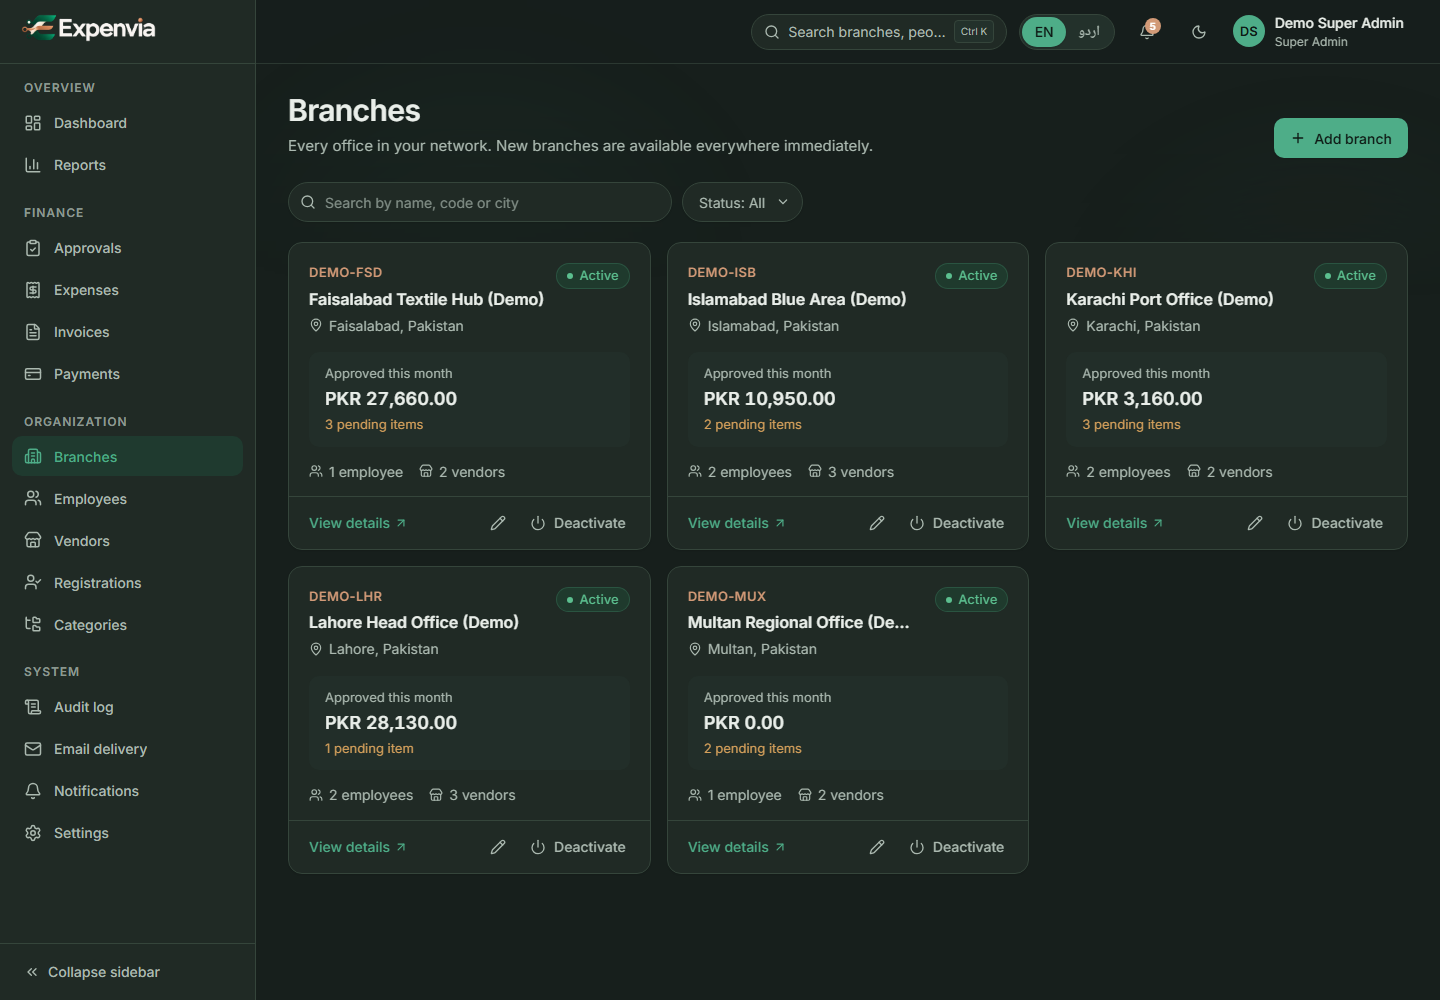 Expenvia
Search branches, peo... Ctrl K
EN اردو
5
DS
Demo Super Admin
Super Admin
OVERVIEW
Dashboard
Reports
FINANCE
Approvals
Expenses
Invoices
Payments
ORGANIZATION
Branches
Employees
Vendors
Registrations
Categories
SYSTEM
Audit log
Email delivery
Notifications
Settings
Collapse sidebar
Branches
Every office in your network. New branches are available everywhere immediately.
Add branch
Search by name, code or city
Status: All
DEMO-FSD
Active
Faisalabad Textile Hub (Demo)
Faisalabad, Pakistan
Approved this month
PKR 27,660.00
3 pending items
1 employee 2 vendors
View details Deactivate
DEMO-ISB
Active
Islamabad Blue Area (Demo)
Islamabad, Pakistan
Approved this month
PKR 10,950.00
2 pending items
2 employees 3 vendors
View details Deactivate
DEMO-KHI
Active
Karachi Port Office (Demo)
Karachi, Pakistan
Approved this month
PKR 3,160.00
3 pending items
2 employees 2 vendors
View details Deactivate
DEMO-LHR
Active
Lahore Head Office (Demo)
Lahore, Pakistan
Approved this month
PKR 28,130.00
1 pending item
2 employees 3 vendors
View details Deactivate
DEMO-MUX
Active
Multan Regional Office (De...
Multan, Pakistan
Approved this month
PKR 0.00
2 pending items
1 employee 2 vendors
View details Deactivate